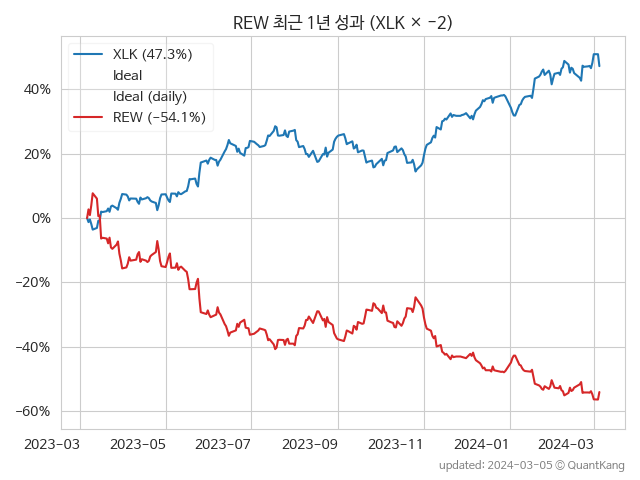 REW 최근 1년 성과 (XLK × −2)
XLK (47.3%)
Ideal
Ideal (daily)
REW (−54.1%)
40%
20%
0%
−20%
−40%
−60%
2023−03 2023−05 2023−07 2023−09 2023−11 2024−01 2024−03
updated: 2024-03-05 © QuantKang